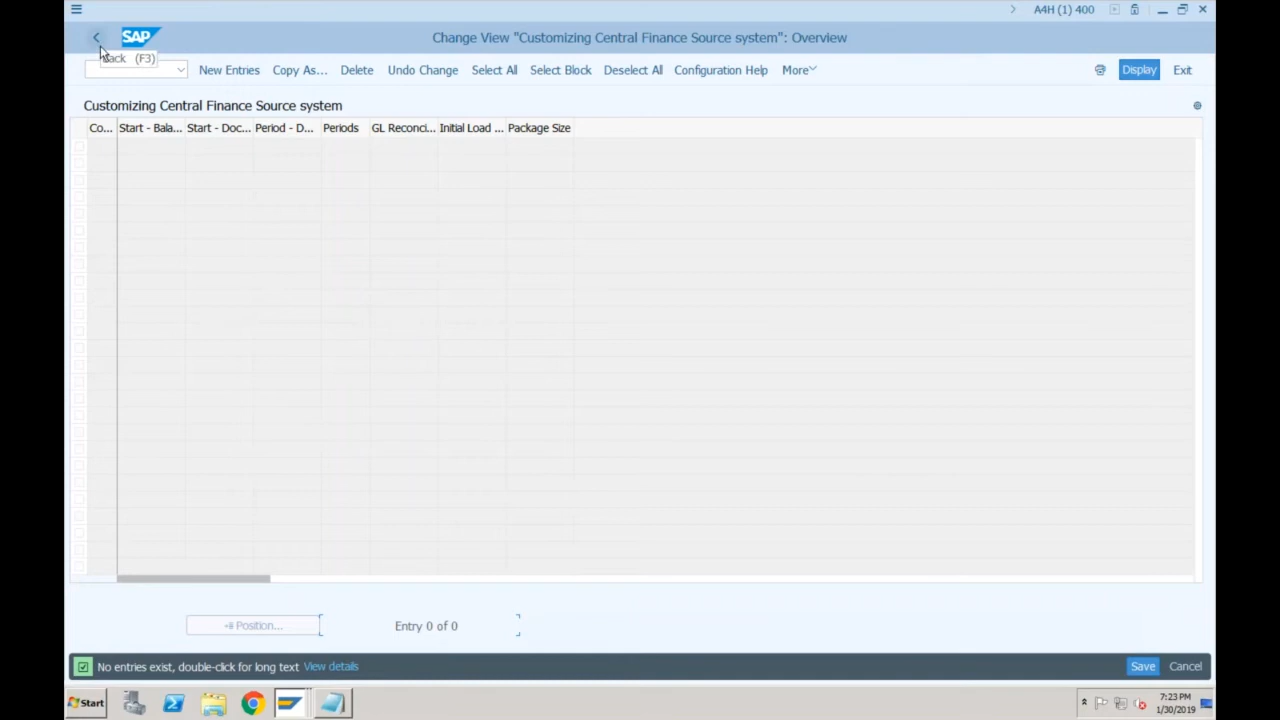 A4H (1) 400
SAP
Change View "Customizing Central Finance Source system": Overview
Back (F3)
New Entries Copy As... Delete Undo Change Select All Select Block Deselect All Configuration Help More Display Exit
Customizing Central Finance Source system
Co... Start - Bala... Start - Doc... Period - D... Periods GL Reconci... Initial Load ... Package Size
Position... Entry 0 of 0
No entries exist, double-click for long text View details Save Cancel
Start 7:23 PM
1/30/2019